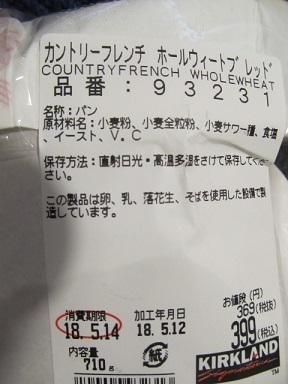 カントリーフレンチ ホールウィートブレッド
COUNTRYFRENCH WHOLEWHEAT
品番:93231
名称:パン
原材料名:小麦粉、小麦全粒粉、小麦サワー種、食塩
、イースト、V.C
保存方法:直射日光・高温多湿をさけて保存してくだ
さい。
この製品は卵、乳、落花生、そばを使用した設備で製
造しています。
消費期限 加工年月日
18. 5.14 18. 5.12
お値段(円)
369(税抜)
399(税込)
内容量
710g
紙
KIRKLAND
Signature